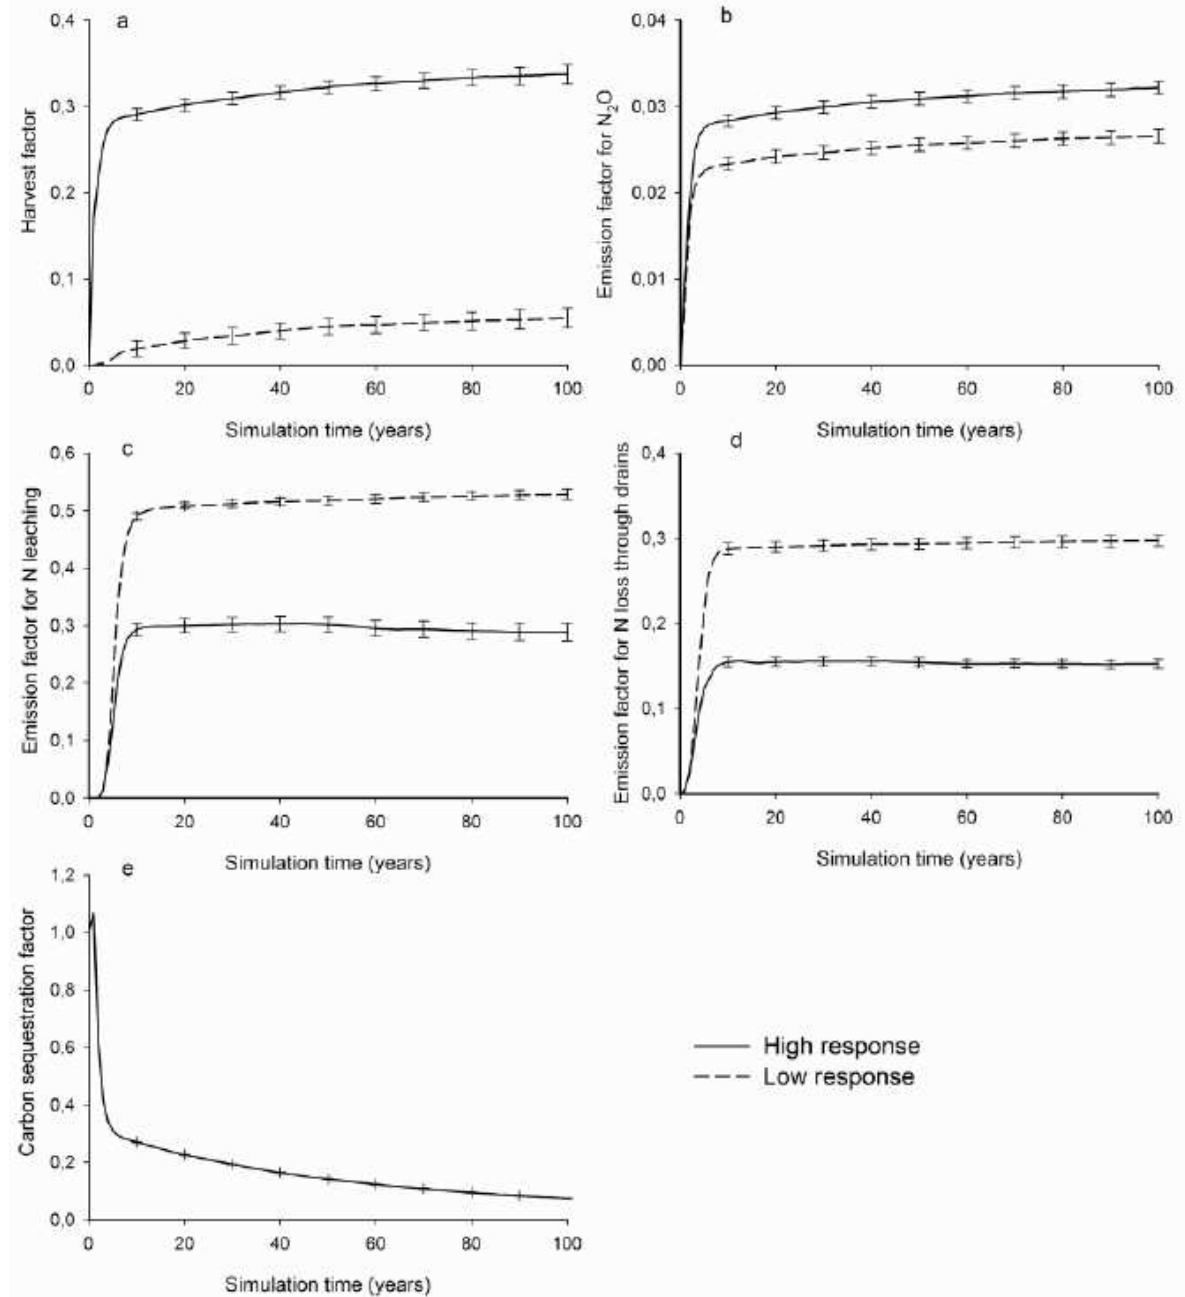 a
0,4
0,3
0,2
0,1
0,0
Harvest factor
0 20 40 60 80 100
Simulation time (years)
b
0,04
0,03
0,02
0,01
0,00
Emission factor for N₂O
0 20 40 60 80 100
Simulation time (years)
c
0,6
0,5
0,4
0,3
0,2
0,1
0,0
Emission factor for N leaching
0 20 40 60 80 100
Simulation time (years)
d
0,4
0,3
0,2
0,1
0,0
Emission factor for N loss through drains
0 20 40 60 80 100
Simulation time (years)
e
1,2
1,0
0,8
0,6
0,4
0,2
0,0
Carbon sequestration factor
0 20 40 60 80 100
Simulation time (years)
High response
Low response